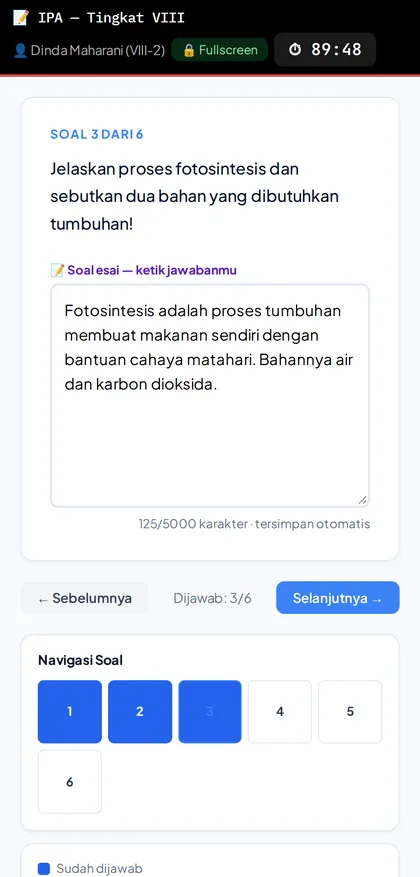 📝 IPA — Tingkat VIII
👤 Dinda Maharani (VIII-2) 🔒 Fullscreen ⏱ 89:48
SOAL 3 DARI 6
Jelaskan proses fotosintesis dan
sebutkan dua bahan yang dibutuhkan
tumbuhan!
📝 Soal esai — ketik jawabanmu
Fotosintesis adalah proses tumbuhan
membuat makanan sendiri dengan
bantuan cahaya matahari. Bahannya air
dan karbon dioksida.
125/5000 karakter · tersimpan otomatis
← Sebelumnya Dijawab: 3/6 Selanjutnya →
Navigasi Soal
1 2 3 4 5
6
Sudah dijawab